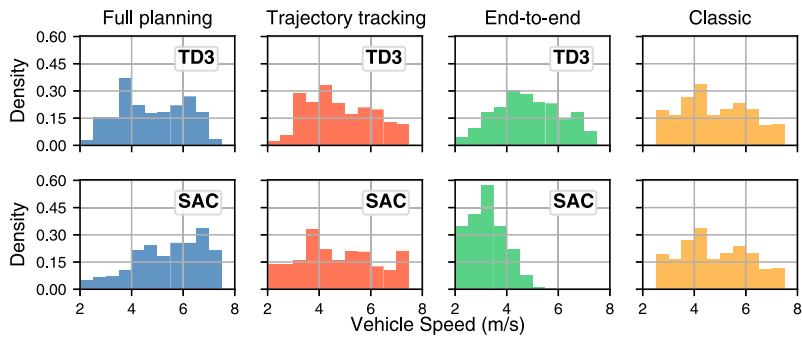 Full planning
Trajectory tracking
End-to-end
Classic
Density
0.60
0.45
0.30
0.15
0.00
TD3
TD3
TD3
Density
0.60
0.45
0.30
0.15
0.00
SAC
SAC
SAC
2 4 6 8
2 4 6 8
2 4 6 8
2 4 6 8
Vehicle Speed (m/s)